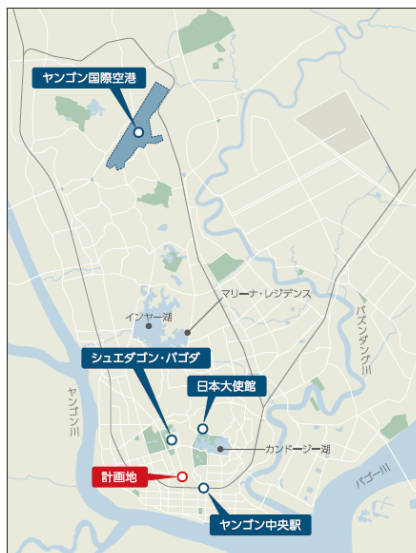 ヤンゴン国際空港
マリーナ・レジデンス
インヤー湖
パズンダング川
シュエダゴン・パゴダ
日本大使館
ヤンゴン川
カンドージー湖
計画地
バゴー川
ヤンゴン中央駅